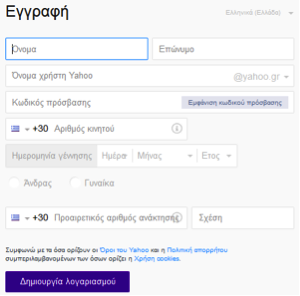 Εγγραφή
Ελληνικά (Ελλάδα)
Όνομα Επώνυμο
Όνομα χρήστη Yahoo @yahoo.gr
Κωδικός πρόσβασης Εμφάνιση κωδικού πρόσβασης
+30 Αριθμός κινητού
Ημερομηνία γέννησης Ημέρα Μήνας Έτος
Άνδρας Γυναίκα
+30 Προαιρετικός αριθμός ανάκτησης Σχέση
Συμφωνώ με τα όσα ορίζουν οι Όροι του Yahoo και η Πολιτική απορρήτου
συμπεριλαμβανομένων των όσων ορίζει η Χρήση cookies.
Δημιουργία λογαριασμού